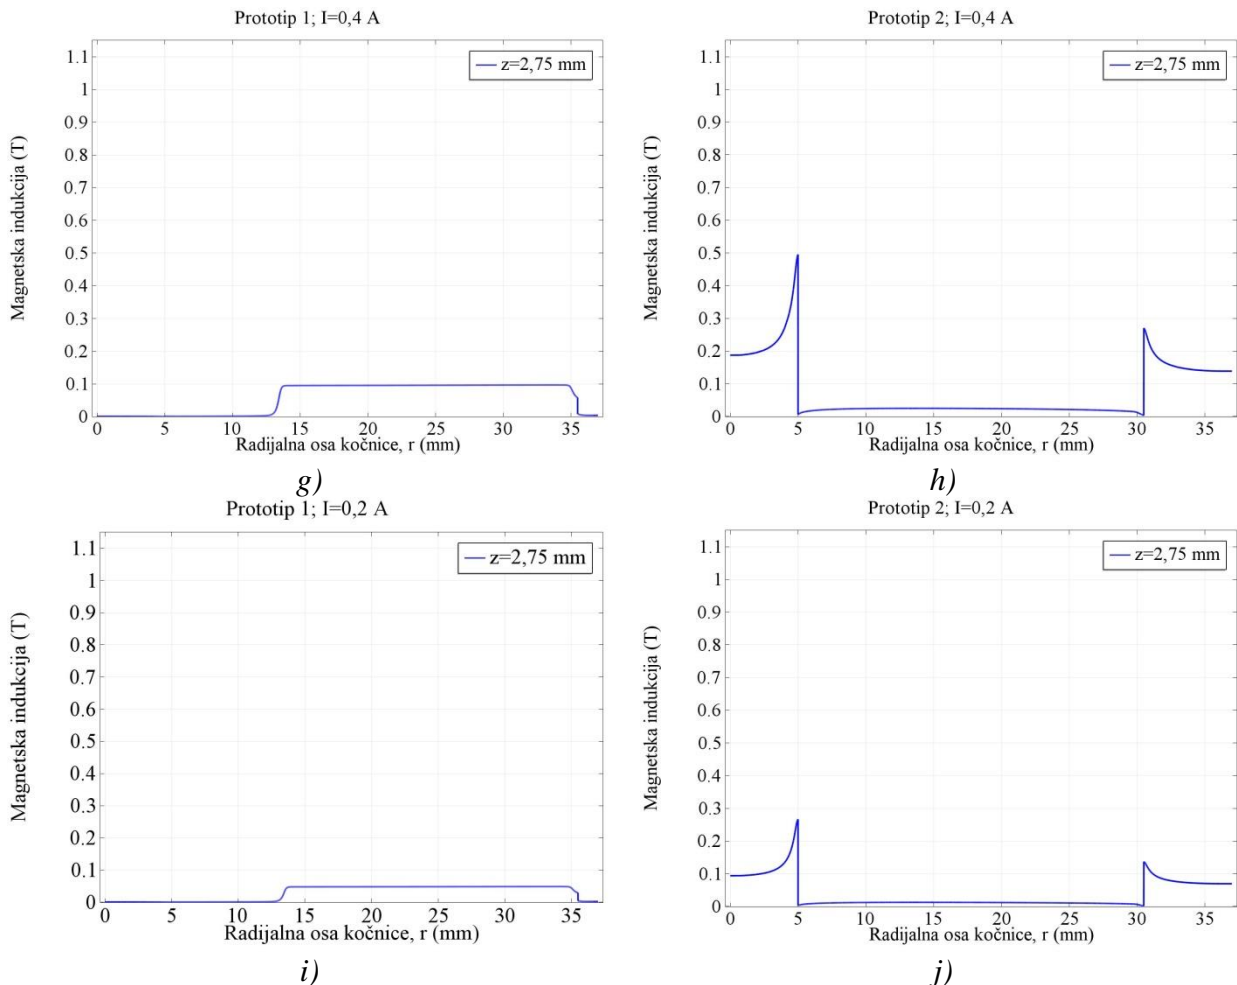 Prototip 1; I=0,4 A
1.1
1
0.9
0.8
0.7
0.6
0.5
0.4
0.3
0.2
0.1
0
Magnetska indukcija (T)
z=2,75 mm
0 5 10 15 20 25 30 35
Radijalna osa kočnice, r (mm)
g)
Prototip 2; I=0,4 A
1.1
1
0.9
0.8
0.7
0.6
0.5
0.4
0.3
0.2
0.1
0
Magnetska indukcija (T)
z=2,75 mm
0 5 10 15 20 25 30 35
Radijalna osa kočnice, r (mm)
h)
Prototip 1; I=0,2 A
1.1
1
0.9
0.8
0.7
0.6
0.5
0.4
0.3
0.2
0.1
0
Magnetska indukcija (T)
z=2,75 mm
0 5 10 15 20 25 30 35
Radijalna osa kočnice, r (mm)
i)
Prototip 2; I=0,2 A
1.1
1
0.9
0.8
0.7
0.6
0.5
0.4
0.3
0.2
0.1
0
Magnetska indukcija (T)
z=2,75 mm
0 5 10 15 20 25 30 35
Radijalna osa kočnice, r (mm)
j)